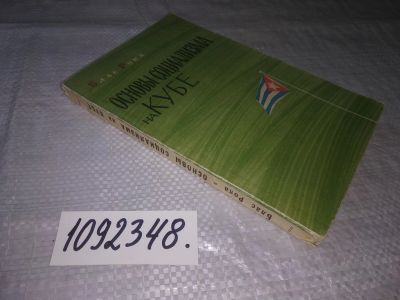 Блас Рока
ОСНОВЫ СОЦИАЛИЗМА
НА КУБЕ
Блас Рока - ОСНОВЫ СОЦИАЛИЗМА НА КУБЕ
1092348.